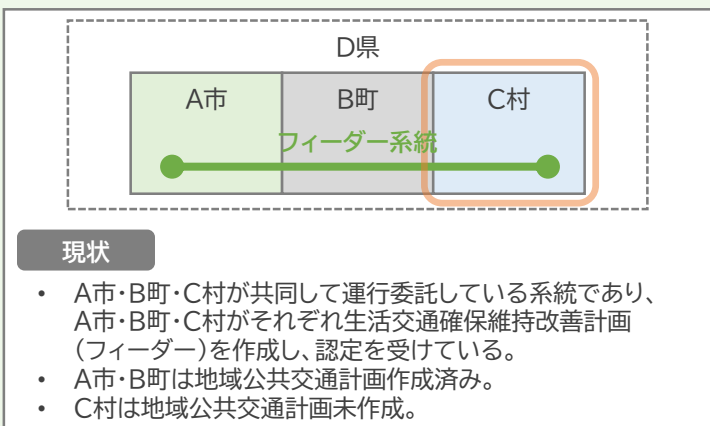 D県
A市
B町
C村
フィーダー系統
現状
• A市・B町・C村が共同して運行委託している系統であり、
A市・B町・C村がそれぞれ生活交通確保維持改善計画
（フィーダー）を作成し、認定を受けている。
• A市・B町は地域公共交通計画作成済み。
• C村は地域公共交通計画未作成。